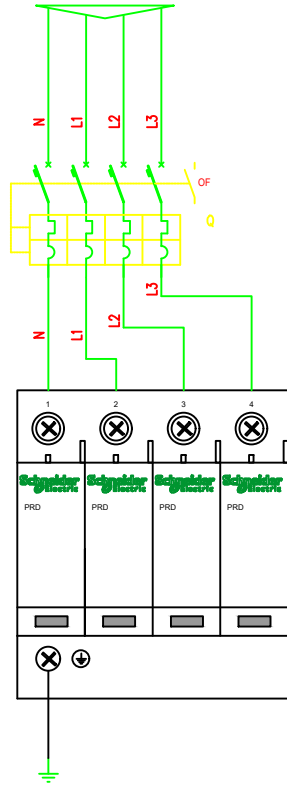 N L1 L2 L3
OF
Q
N L1 L2 L3
1 2 3 4
Schneider Schneider Schneider Schneider
Electric Electric Electric Electric
PRD PRD PRD PRD